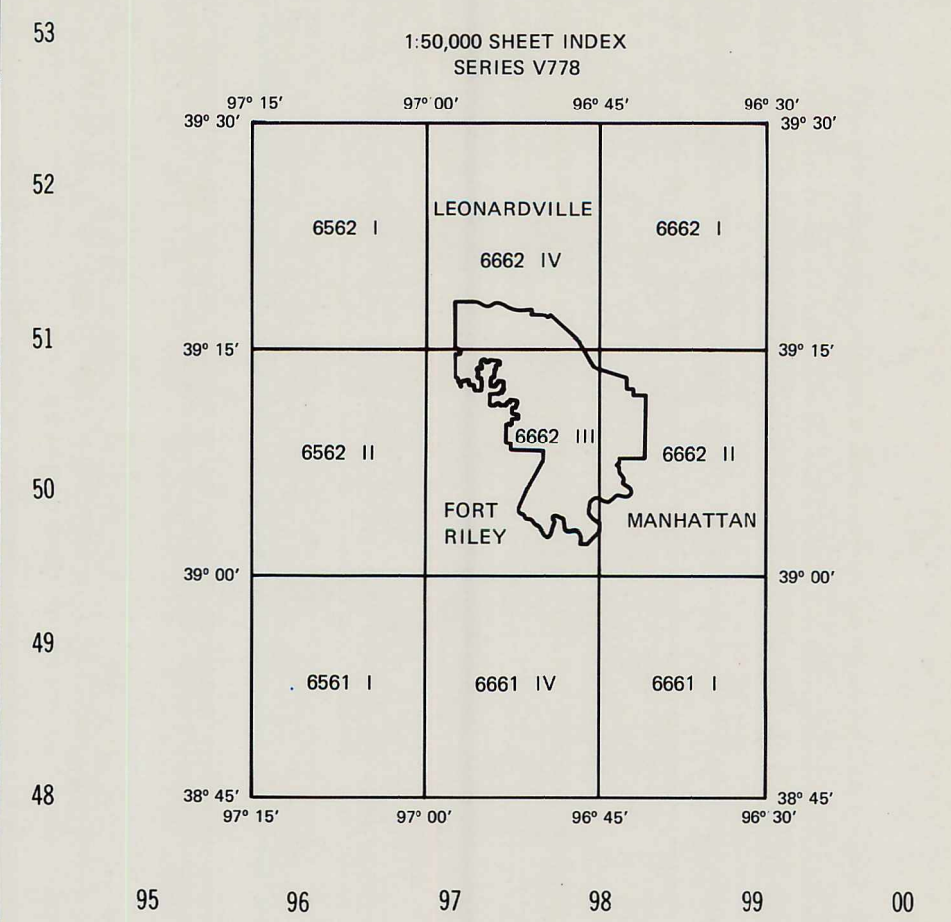 53
1:50,000 SHEET INDEX
SERIES V778
97° 15′ 97° 00′ 96° 45′ 96° 30′
39° 30′ 39° 30′
52
LEONARDVILLE
6562 I 6662 I
6662 IV
51
39° 15′ 39° 15′
6662 III
6562 II 6662 II
50
FORT
RILEY
MANHATTAN
39° 00′ 39° 00′
49
6561 I 6661 IV 6661 I
48
38° 45′ 38° 45′
97° 15′ 97° 00′ 96° 45′ 96° 30′
95 96 97 98 99 00